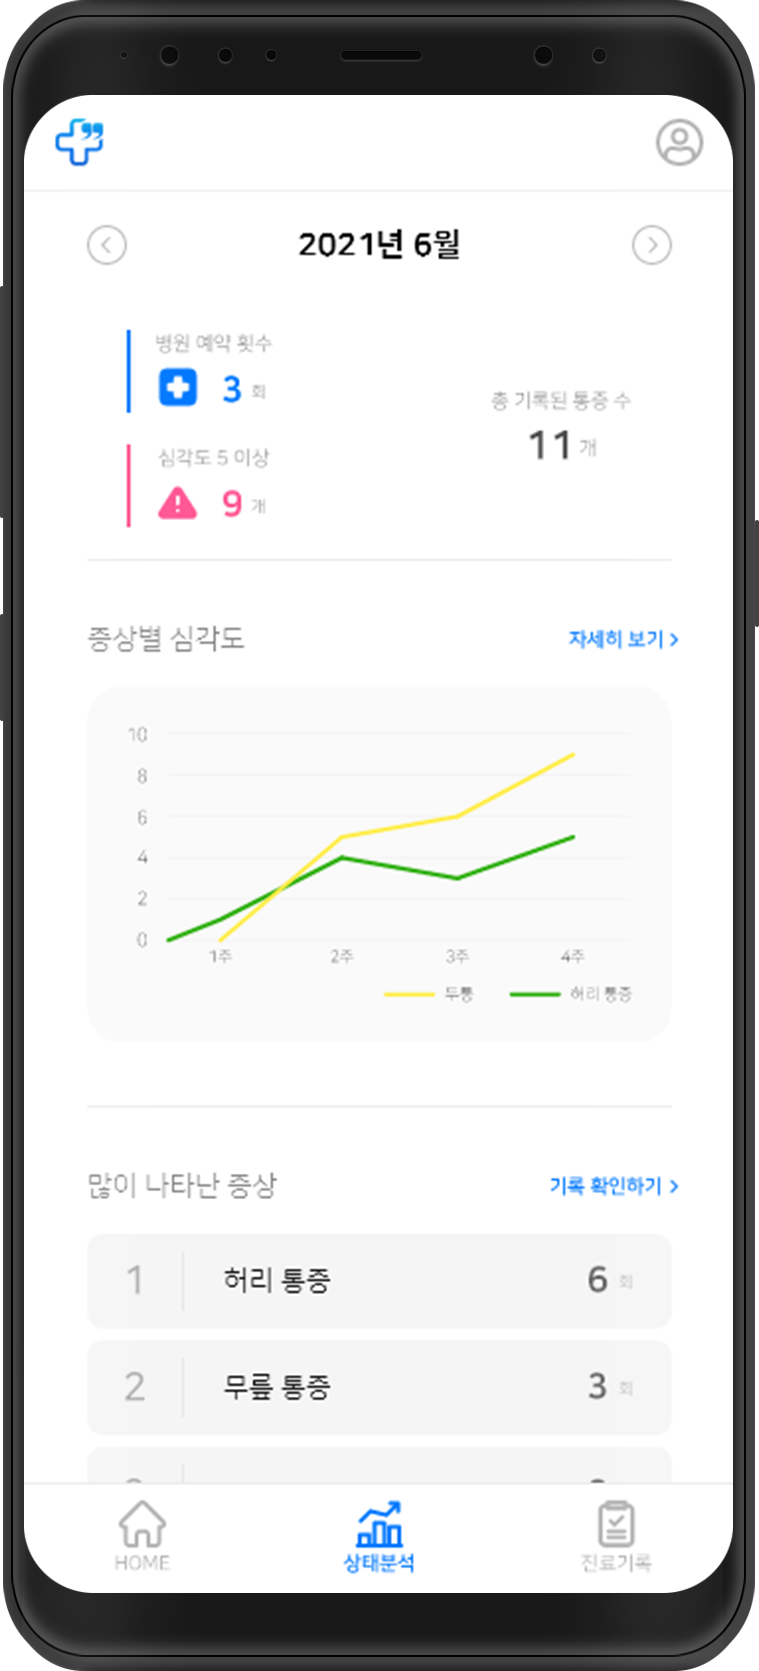 2021년 6월
병원 예약 횟수
3 회
심각도 5 이상
9 개
총 기록된 통증 수
11 개
증상별 심각도
자세히 보기 >
10
8
6
4
2
0
1주 2주 3주 4주
두통 허리 통증
많이 나타난 증상
기록 확인하기 >
1 허리 통증 6 회
2 무릎 통증 3 회
HOME 상태분석 진료기록